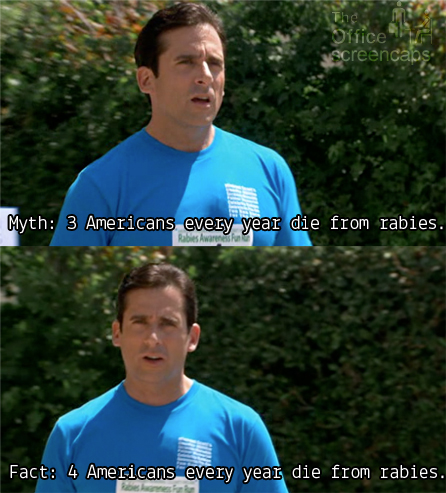 The
Office
screencaps
Myth: 3 Americans every year die from rabies.
Rabies Awareness Fun Run
Fact: 4 Americans every year die from rabies.
Rabies Awareness Fun Run